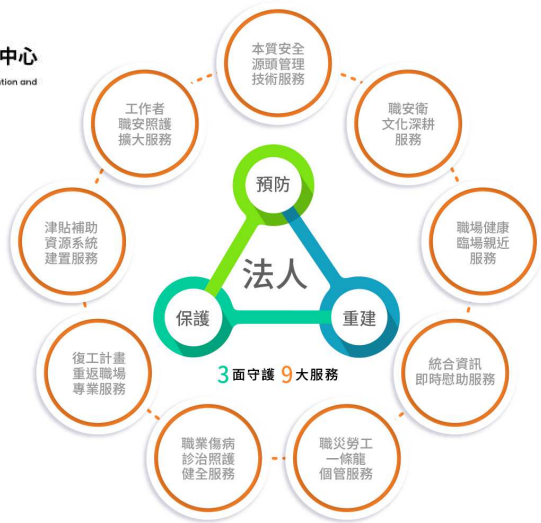 中心
tion and
本質安全
源頭管理
技術服務
職安衛
文化深耕
服務
職場健康
臨場親近
服務
統合資訊
即時慰助服務
職災勞工
一條龍
個管服務
職業傷病
診治照護
健全服務
復工計畫
重返職場
專業服務
津貼補助
資源系統
建置服務
工作者
職安照護
擴大服務
預防
法人
保護
重建
3面守護 9大服務